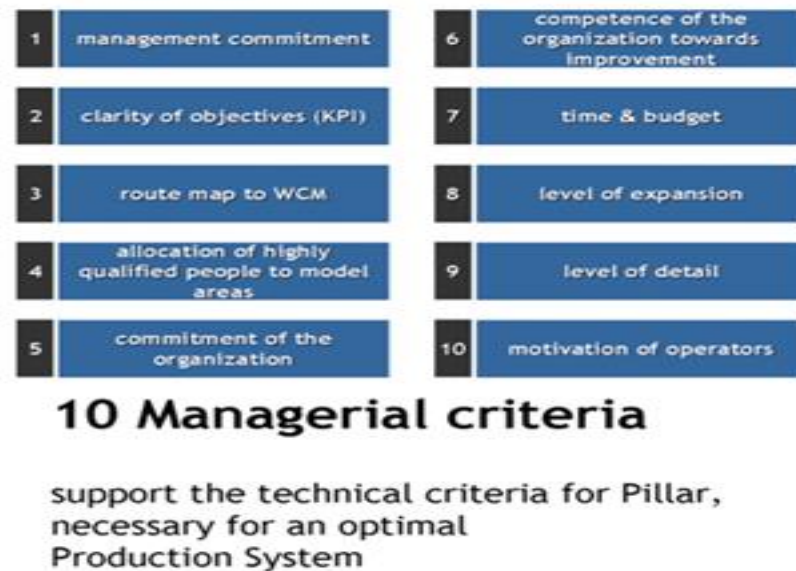 1 management commitment
2 clarity of objectives (KPI)
3 route map to WCM
4 allocation of highly
qualified people to model
areas
5 commitment of the
organization
6 competence of the
organization towards
improvement
7 time & budget
8 level of expansion
9 level of detail
10 motivation of operators
10 Managerial criteria
support the technical criteria for Pillar,
necessary for an optimal
Production System